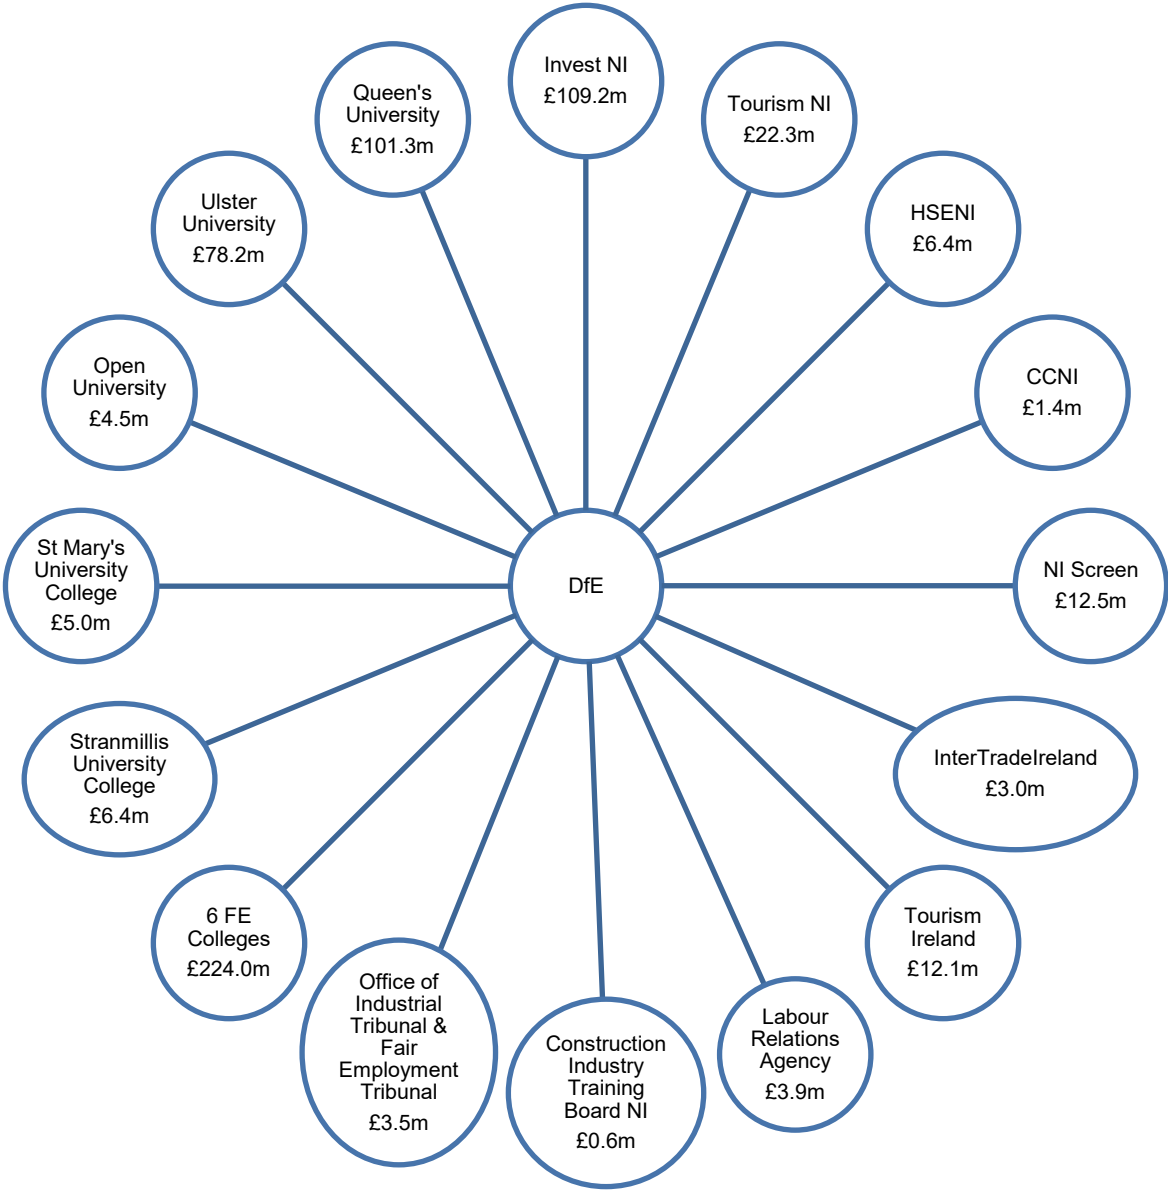 Invest NI
£109.2m
Tourism NI
£22.3m
HSENI
£6.4m
CCNI
£1.4m
NI Screen
£12.5m
InterTradeIreland
£3.0m
Tourism
Ireland
£12.1m
Labour
Relations
Agency
£3.9m
Construction
Industry
Training
Board NI
£0.6m
Office of
Industrial
Tribunal &
Fair
Employment
Tribunal
£3.5m
6 FE
Colleges
£224.0m
Stranmillis
University
College
£6.4m
St Mary's
University
College
£5.0m
Open
University
£4.5m
Ulster
University
£78.2m
Queen's
University
£101.3m
DfE